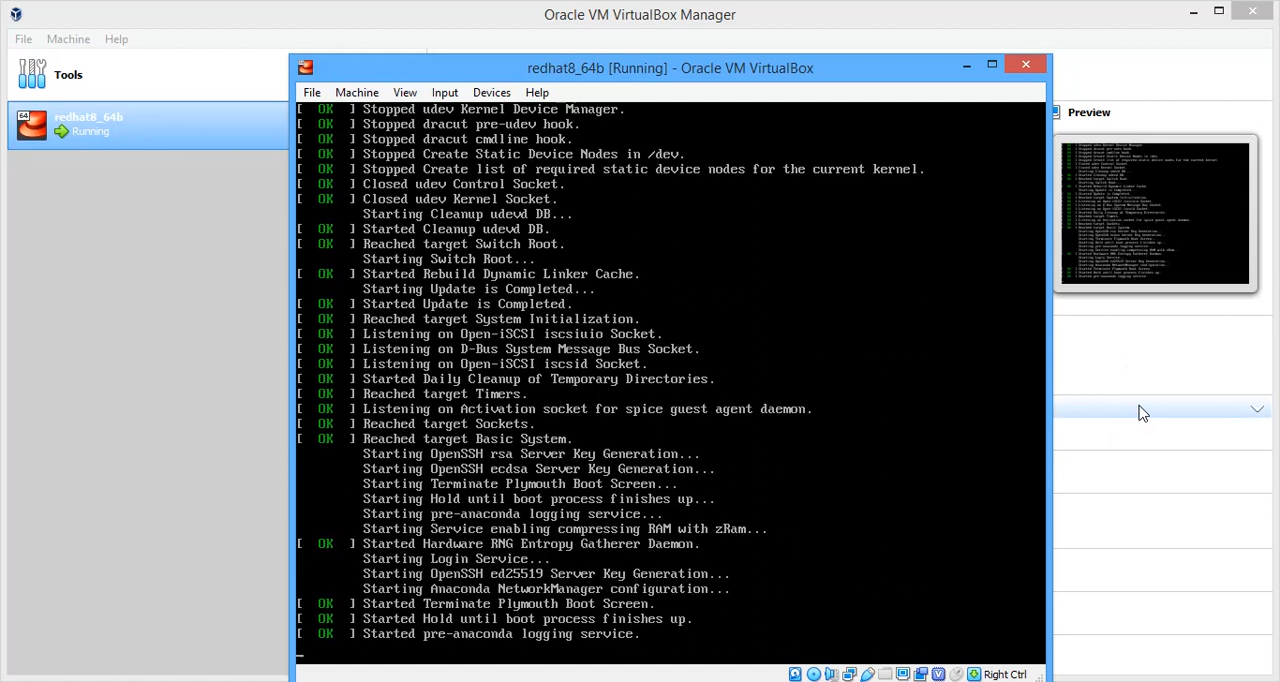 Oracle VM VirtualBox Manager
File Machine Help
Tools
64
redhat8_64b
Running
Preview
64
redhat8_64b [Running] - Oracle VM VirtualBox
File Machine View Input Devices Help
[ OK ] Stopped udev Kernel Device Manager.
[ OK ] Stopped dracut pre-udev hook.
[ OK ] Stopped dracut cmdline hook.
[ OK ] Stopped Create Static Device Nodes in /dev.
[ OK ] Stopped Create list of required static device nodes for the current kernel.
[ OK ] Closed udev Control Socket.
[ OK ] Closed udev Kernel Socket.
Starting Cleanup udevd DB...
[ OK ] Started Cleanup udevd DB.
[ OK ] Reached target Switch Root.
Starting Switch Root...
[ OK ] Started Rebuild Dynamic Linker Cache.
Starting Update is Completed...
[ OK ] Started Update is Completed.
[ OK ] Reached target System Initialization.
[ OK ] Listening on Open-iSCSI iscsiuio Socket.
[ OK ] Listening on D-Bus System Message Bus Socket.
[ OK ] Listening on Open-iSCSI iscsid Socket.
[ OK ] Started Daily Cleanup of Temporary Directories.
[ OK ] Reached target Timers.
[ OK ] Listening on Activation socket for spice guest agent daemon.
[ OK ] Reached target Sockets.
[ OK ] Reached target Basic System.
Starting OpenSSH rsa Server Key Generation...
Starting OpenSSH ecdsa Server Key Generation...
Starting Terminate Plymouth Boot Screen...
Starting Hold until boot process finishes up...
Starting pre-anaconda logging service...
Starting Service enabling compressing RAM with zRam...
[ OK ] Started Hardware RNG Entropy Gatherer Daemon.
Starting Login Service...
Starting OpenSSH ed25519 Server Key Generation...
Starting Anaconda NetworkManager configuration...
[ OK ] Started Terminate Plymouth Boot Screen.
[ OK ] Started Hold until boot process finishes up.
[ OK ] Started pre-anaconda logging service.
Right Ctrl